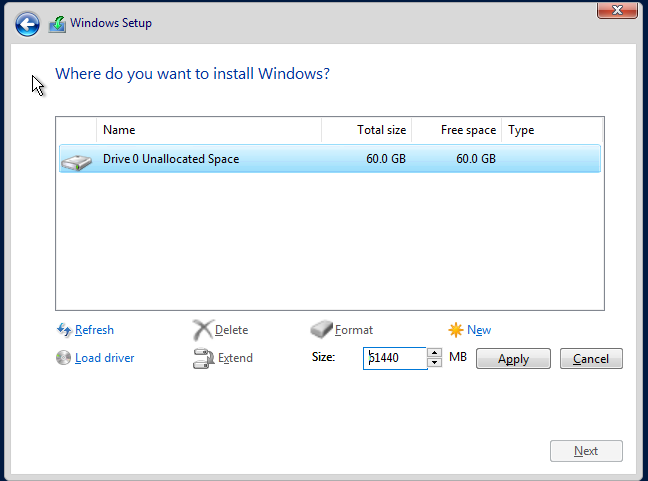 Windows Setup
Where do you want to install Windows?
Name Total size Free space Type
Drive 0 Unallocated Space 60.0 GB 60.0 GB
Refresh Delete Format New
Load driver Extend Size: 61440 MB Apply Cancel
Next